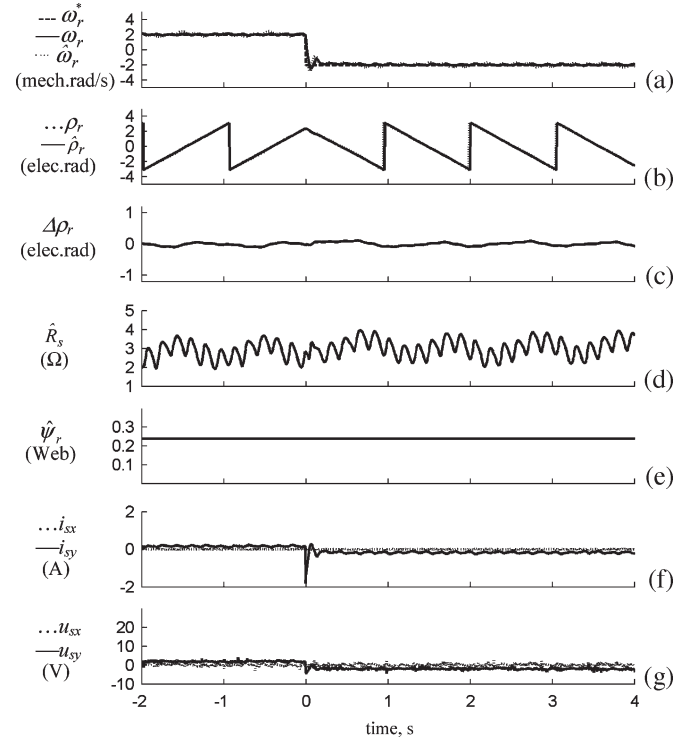 --- ω*r
— ωr
... ω̂r
(mech.rad/s)
4
2
0
-2
-4
(a)
...ρr
—ρ̂r
(elec.rad)
4
2
0
-2
-4
(b)
Δρr
(elec.rad)
1
0
-1
(c)
R̂s
(Ω)
5
4
3
2
1
(d)
ψ̂r
(Web)
0.3
0.2
0.1
(e)
...isx
—isy
(A)
2
0
-2
(f)
...usx
—usy
(V)
20
10
0
-10
(g)
-2 -1 0 1 2 3 4
time, s